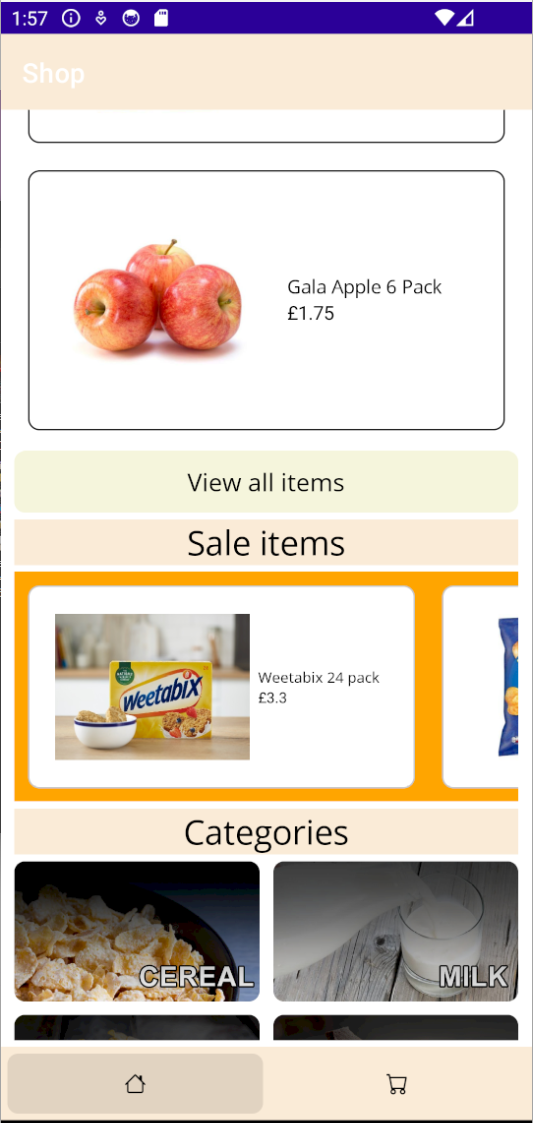 1:57
Shop
Gala Apple 6 Pack
£1.75
View all items
Sale items
Weetabix
Weetabix 24 pack
£3.3
Categories
CEREAL
MILK